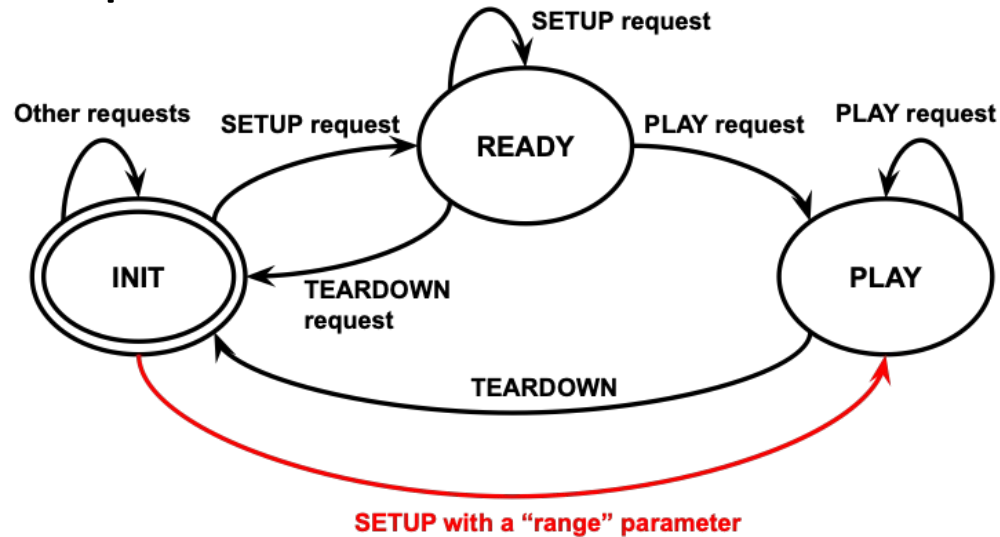 SETUP request
Other requests
SETUP request
READY
PLAY request
PLAY request
INIT
TEARDOWN
request
PLAY
TEARDOWN
SETUP with a “range” parameter